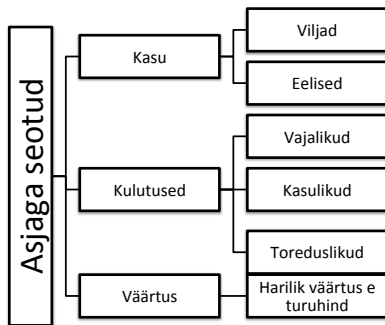 Asjaga seotud
Kasu
Viljad
Eelised
Kulutused
Vajalikud
Kasulikud
Toreduslikud
Väärtus
Harilik väärtus e
turuhind